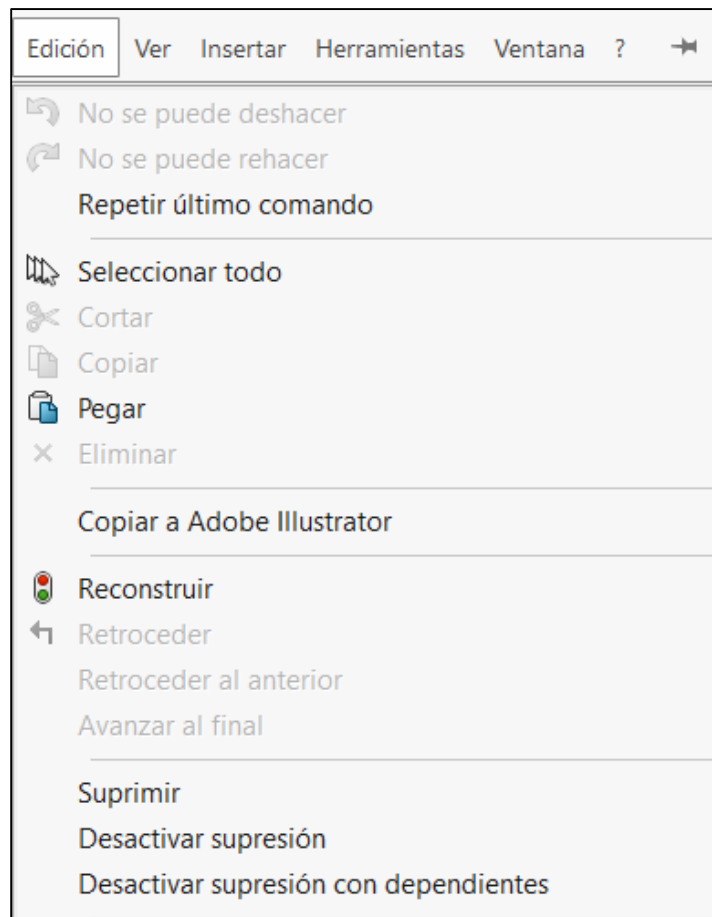 Edición Ver Insertar Herramientas Ventana ?
No se puede deshacer
No se puede rehacer
Repetir último comando
Seleccionar todo
Cortar
Copiar
Pegar
Eliminar
Copiar a Adobe Illustrator
Reconstruir
Retroceder
Retroceder al anterior
Avanzar al final
Suprimir
Desactivar supresión
Desactivar supresión con dependientes